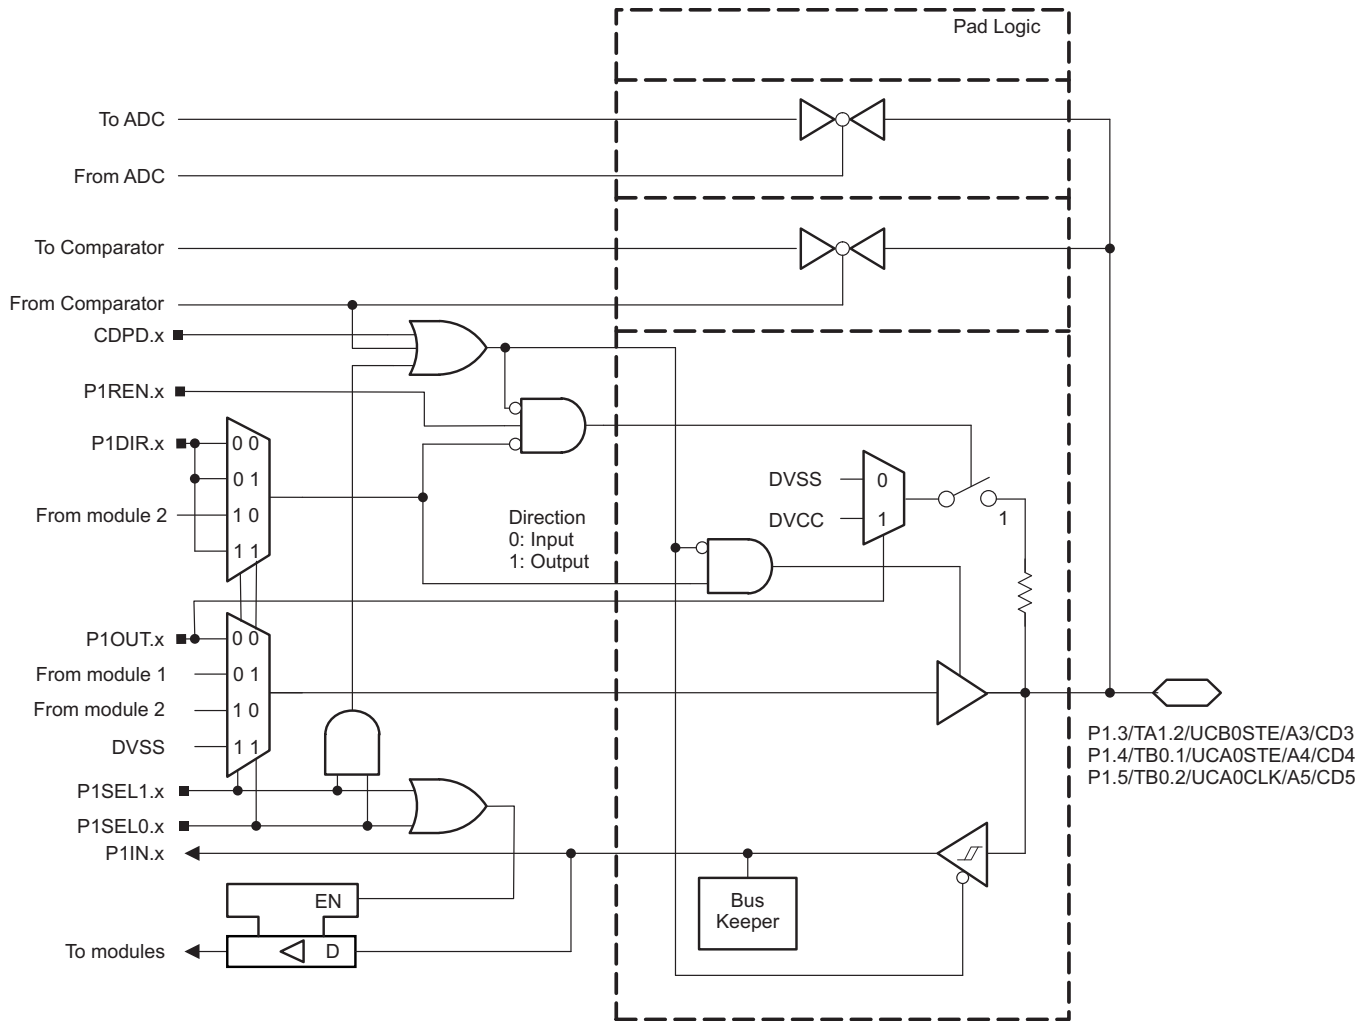 Pad Logic
To ADC
From ADC
To Comparator
From Comparator
CDPD.x
P1REN.x
P1DIR.x
0 0
0 1
From module 2
1 0
1 1
Direction
0: Input
1: Output
DVSS
0
DVCC
1
1
P1OUT.x
0 0
From module 1
0 1
From module 2
1 0
DVSS
1 1
P1.3/TA1.2/UCB0STE/A3/CD3
P1.4/TB0.1/UCA0STE/A4/CD4
P1.5/TB0.2/UCA0CLK/A5/CD5
P1SEL1.x
P1SEL0.x
P1IN.x
EN
Bus
Keeper
To modules
D